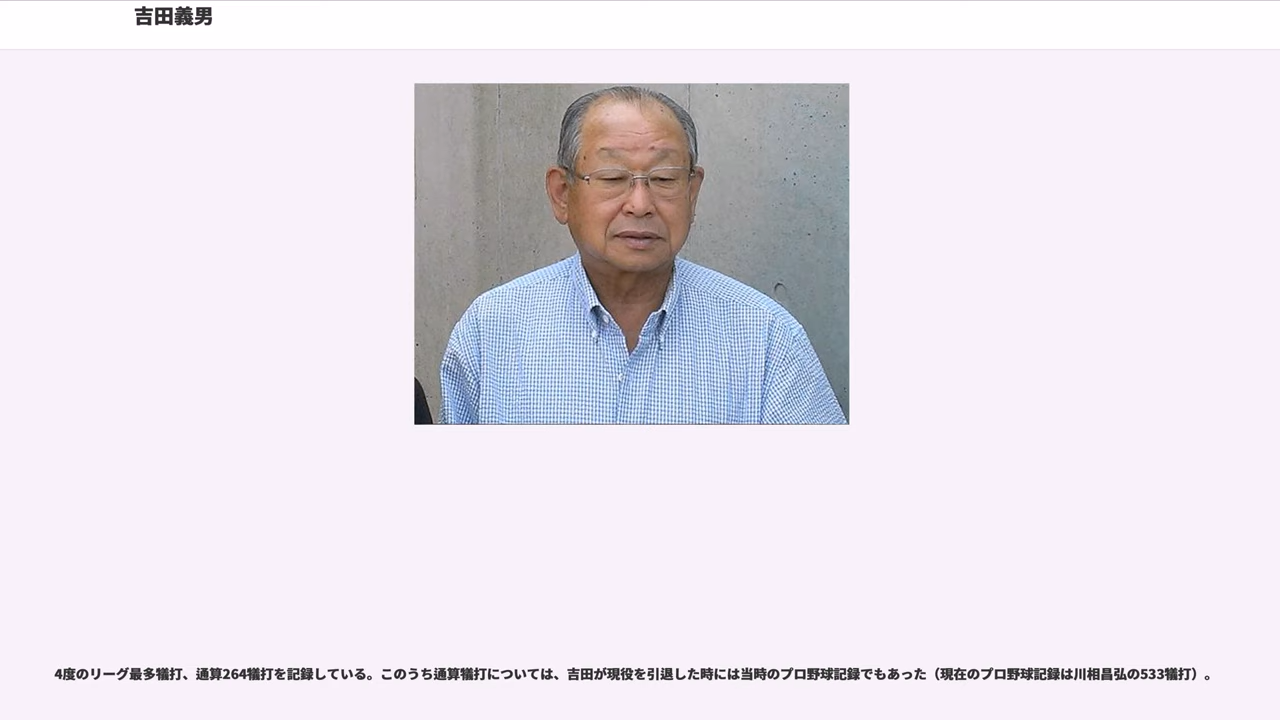 吉田義男
4度のリーグ最多犠打、通算264犠打を記録している。このうち通算犠打については、吉田が現役を引退した時には当時のプロ野球記録でもあった（現在のプロ野球記録は川相昌弘の533犠打）。